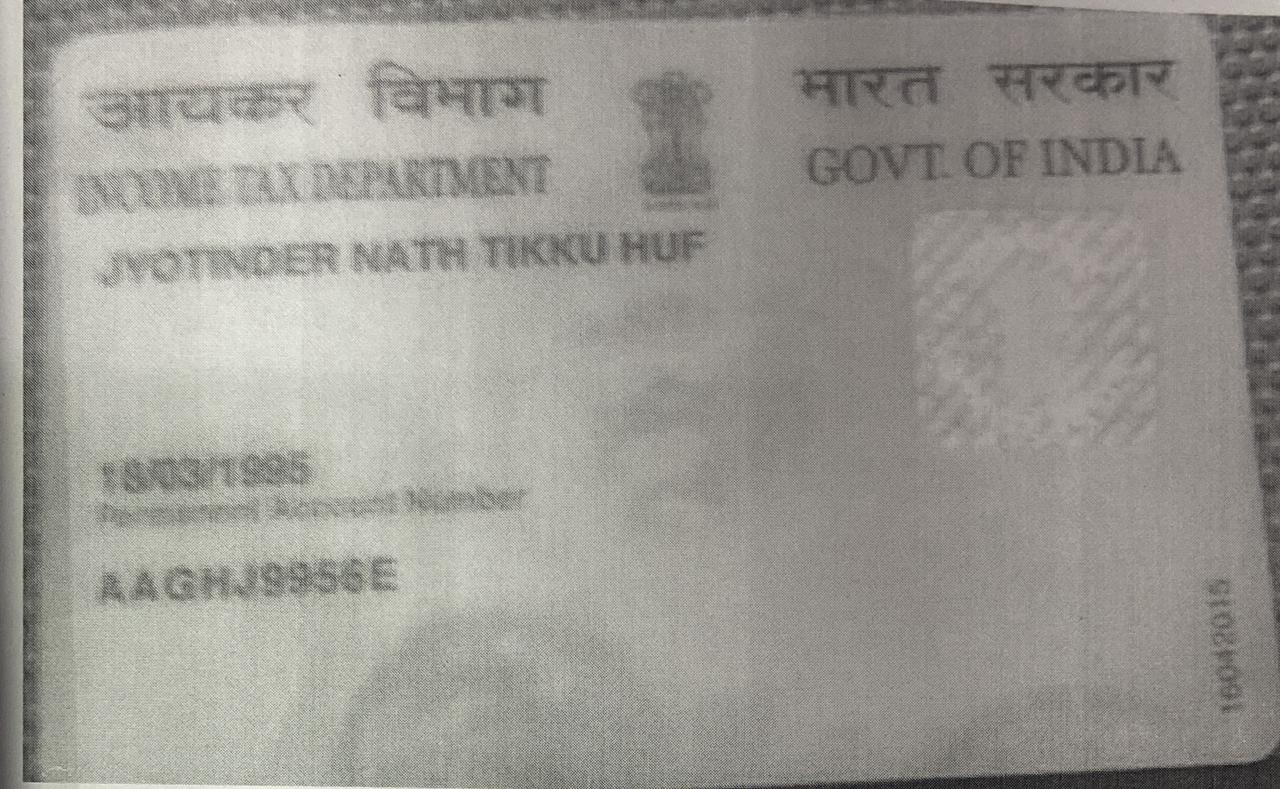 आयकर विभाग
भारत सरकार
INCOME TAX DEPARTMENT
GOVT. OF INDIA
JYOTINDER NATH TIKKU HUF
18/03/1995
Permanent Account Number
AAGHJ9956E
16042015